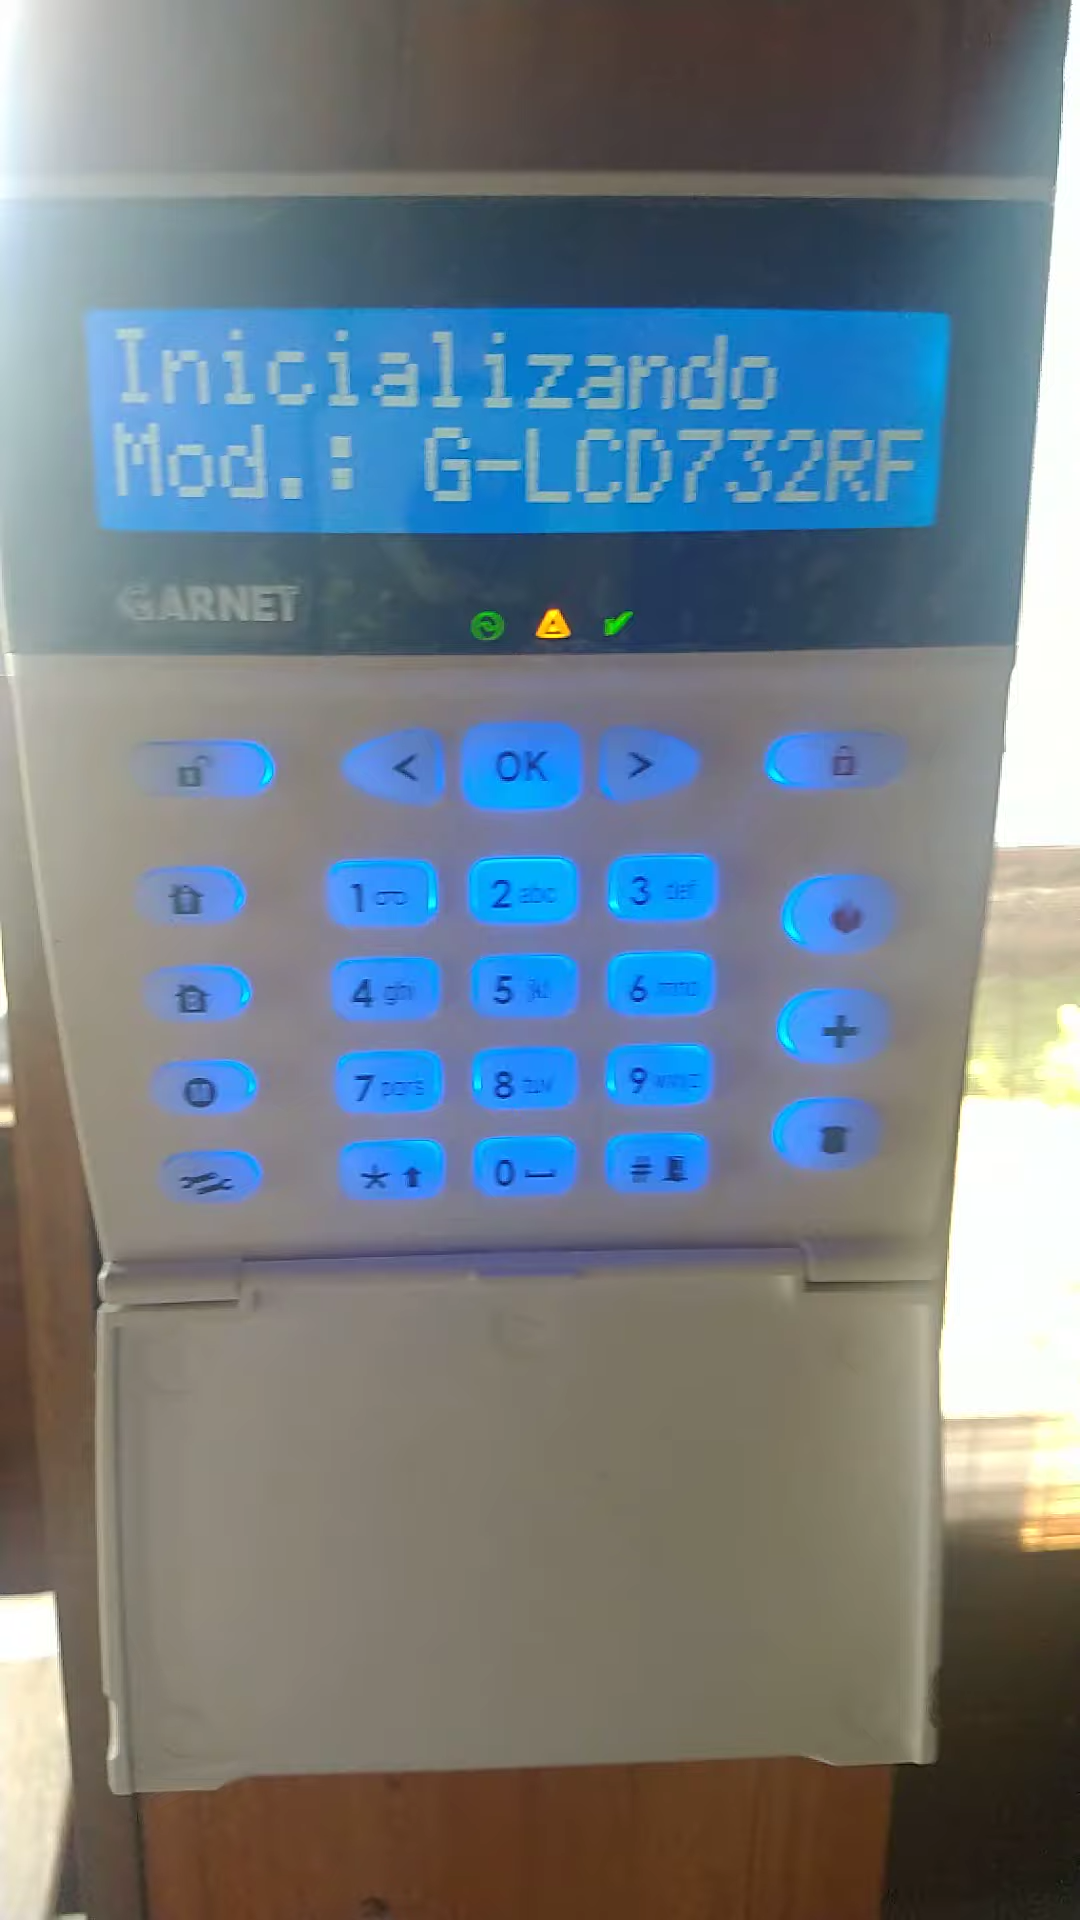 Inicializando
Mod.: G-LCD732RF
GARNET
< OK >
1
2 abc
3 def
4 ghi
5 jkl
6 mno
7 pqrs
8 tuv
9 wxyz
* 0 #